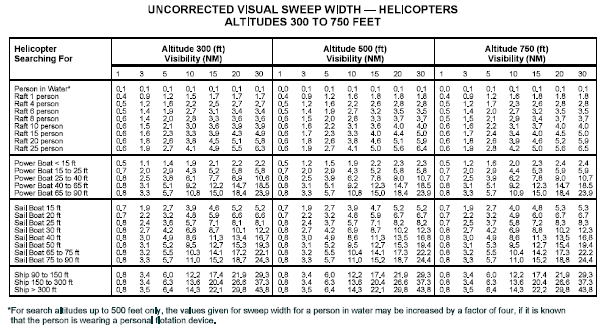 UNCORRECTED VISUAL SWEEP WIDTH — HELICOPTERS
ALTITUDES 300 TO 750 FEET
Helicopter Searching For Altitude 300 (ft) Visibility (NM) Altitude 500 (ft) Visibility (NM) Altitude 750 (ft) Visibility (NM)
1 3 5 10 15 20 30 1 3 5 10 15 20 30 1 3 5 10 15 20 30
Person in Water* 0,1 0,1 0,1 0,1 0,1 0,1 0,0 0,1 0,1 0,1 0,1 0,1 0,1 0,0 0,1 0,1 0,1 0,1 0,1 0,1
Raft 1 person 0,4 0,9 1,2 1,5 1,7 1,7 1,7 0,4 0,9 1,2 1,6 1,8 1,8 1,8 0,4 0,9 1,2 1,6 1,8 1,8 1,8
Raft 4 person 0,5 1,2 1,6 2,2 2,5 2,7 2,7 0,5 1,2 1,6 2,2 2,6 2,8 2,8 0,5 1,2 1,7 2,3 2,6 2,8 2,8
Raft 6 person 0,5 1,4 1,9 2,7 3,1 3,4 3,4 0,5 1,4 1,9 2,7 3,2 3,5 3,5 0,5 1,4 2,0 2,7 3,2 3,5 3,5
Raft 8 person 0,6 1,4 2,0 2,8 3,3 3,6 3,6 0,5 1,5 2,0 2,8 3,3 3,7 3,7 0,5 1,5 2,1 2,9 3,4 3,7 3,7
Raft 10 person 0,6 1,5 2,1 3,0 3,6 3,9 3,9 0,6 1,6 2,2 3,1 3,6 4,0 4,0 0,6 1,6 2,2 3,1 3,7 4,0 4,0
Raft 15 person 0,6 1,6 2,3 3,3 3,9 4,3 4,9 0,6 1,7 2,3 3,3 4,0 4,4 5,0 0,6 1,7 2,4 3,4 4,0 4,5 5,0
Raft 20 person 0,6 1,8 2,6 3,8 4,5 5,1 5,8 0,6 1,8 2,6 3,8 4,6 5,1 5,9 0,6 1,8 2,6 3,9 4,6 5,2 5,9
Raft 25 person 0,6 1,9 2,7 4,1 4,9 5,5 6,3 0,6 1,9 2,7 4,1 5,0 5,6 6,4 0,6 1,9 2,8 4,2 5,0 5,6 6,5
Power Boat < 15 ft 0,5 1,1 1,4 1,9 2,1 2,2 2,2 0,5 1,2 1,5 1,9 2,2 2,3 2,3 0,5 1,2 1,6 2,0 2,3 2,4 2,4
Power Boat 15 to 25 ft 0,7 2,0 2,9 4,3 5,2 5,8 5,8 0,7 2,0 2,9 4,3 5,2 5,8 5,8 0,7 2,0 2,9 4,4 5,3 5,9 5,9
Power Boat 25 to 40 ft 0,8 2,5 3,8 6,1 7,7 8,9 10,6 0,8 2,5 3,9 6,2 7,8 9,0 10,7 0,8 2,5 3,9 6,2 7,8 9,0 10,7
Power Boat 40 to 65 ft 0,8 3,1 5,1 9,2 12,2 14,7 18,5 0,8 3,1 5,1 9,2 12,3 14,7 18,5 0,8 3,1 5,1 9,2 12,3 14,7 18,5
Power Boat 65 to 90 ft 0,8 3,3 5,7 10,8 15,0 18,4 23,9 0,8 3,3 5,7 10,8 15,0 18,4 23,9 0,8 3,3 5,7 10,9 15,0 18,4 23,9
Sail Boat 15 ft 0,7 1,9 2,7 3,9 4,6 5,2 5,2 0,7 1,9 2,7 3,9 4,7 5,2 5,2 0,7 1,9 2,7 4,0 4,8 5,3 5,3
Sail Boat 20 ft 0,7 2,2 3,2 4,8 5,9 6,6 6,6 0,7 2,2 3,2 4,8 5,9 6,7 6,7 0,7 2,2 3,2 4,9 6,0 6,7 6,7
Sail Boat 25 ft 0,8 2,4 3,6 5,7 7,1 8,1 8,1 0,8 2,4 3,7 5,7 7,1 8,2 8,2 0,7 2,5 3,7 5,8 7,2 8,3 8,3
Sail Boat 30 ft 0,8 2,7 4,2 6,8 8,7 10,1 12,2 0,8 2,7 4,2 6,9 8,7 10,2 12,3 0,8 2,7 4,2 6,9 8,8 10,2 12,3
Sail Boat 40 ft 0,8 3,0 4,9 8,6 11,3 13,4 16,7 0,8 3,0 4,9 8,6 11,3 13,5 16,8 0,8 3,0 4,9 8,6 11,3 13,5 16,8
Sail Boat 50 ft 0,8 3,1 5,2 9,5 12,7 15,3 19,3 0,8 3,1 5,2 9,5 12,7 15,3 19,4 0,8 3,1 5,3 9,5 12,7 15,4 19,4
Sail Boat 65 to 75 ft 0,8 3,2 5,5 10,3 14,1 17,2 22,1 0,8 3,2 5,5 10,4 14,1 17,3 22,2 0,8 3,2 5,5 10,4 14,2 17,3 22,2
Sail Boat 75 to 90 ft 0,8 3,3 5,7 11,0 15,2 18,7 24,3 0,8 3,3 5,7 11,0 15,2 18,7 24,4 0,8 3,3 5,7 11,0 15,2 18,8 24,4
Ship 90 to 150 ft 0,8 3,4 6,0 12,2 17,4 21,9 29,3 0,8 3,4 6,0 12,2 17,4 21,9 29,3 0,8 3,4 6,0 12,2 17,4 21,9 29,3
Ship 150 to 300 ft 0,8 3,4 6,3 13,6 20,4 26,6 37,3 0,8 3,4 6,3 13,6 20,4 26,6 37,3 0,8 3,4 6,3 13,6 20,4 26,6 37,3
Ship > 300 ft 0,8 3,5 6,4 14,3 22,1 29,8 43,8 0,8 3,5 6,4 14,3 22,1 29,8 43,8 0,8 3,5 6,4 14,3 22,1 29,8 43,8
*For search altitudes up to 500 feet only, the values given for sweep width for a person in water may be increased by a factor of four, if it is known
that the person is wearing a personal flotation device.